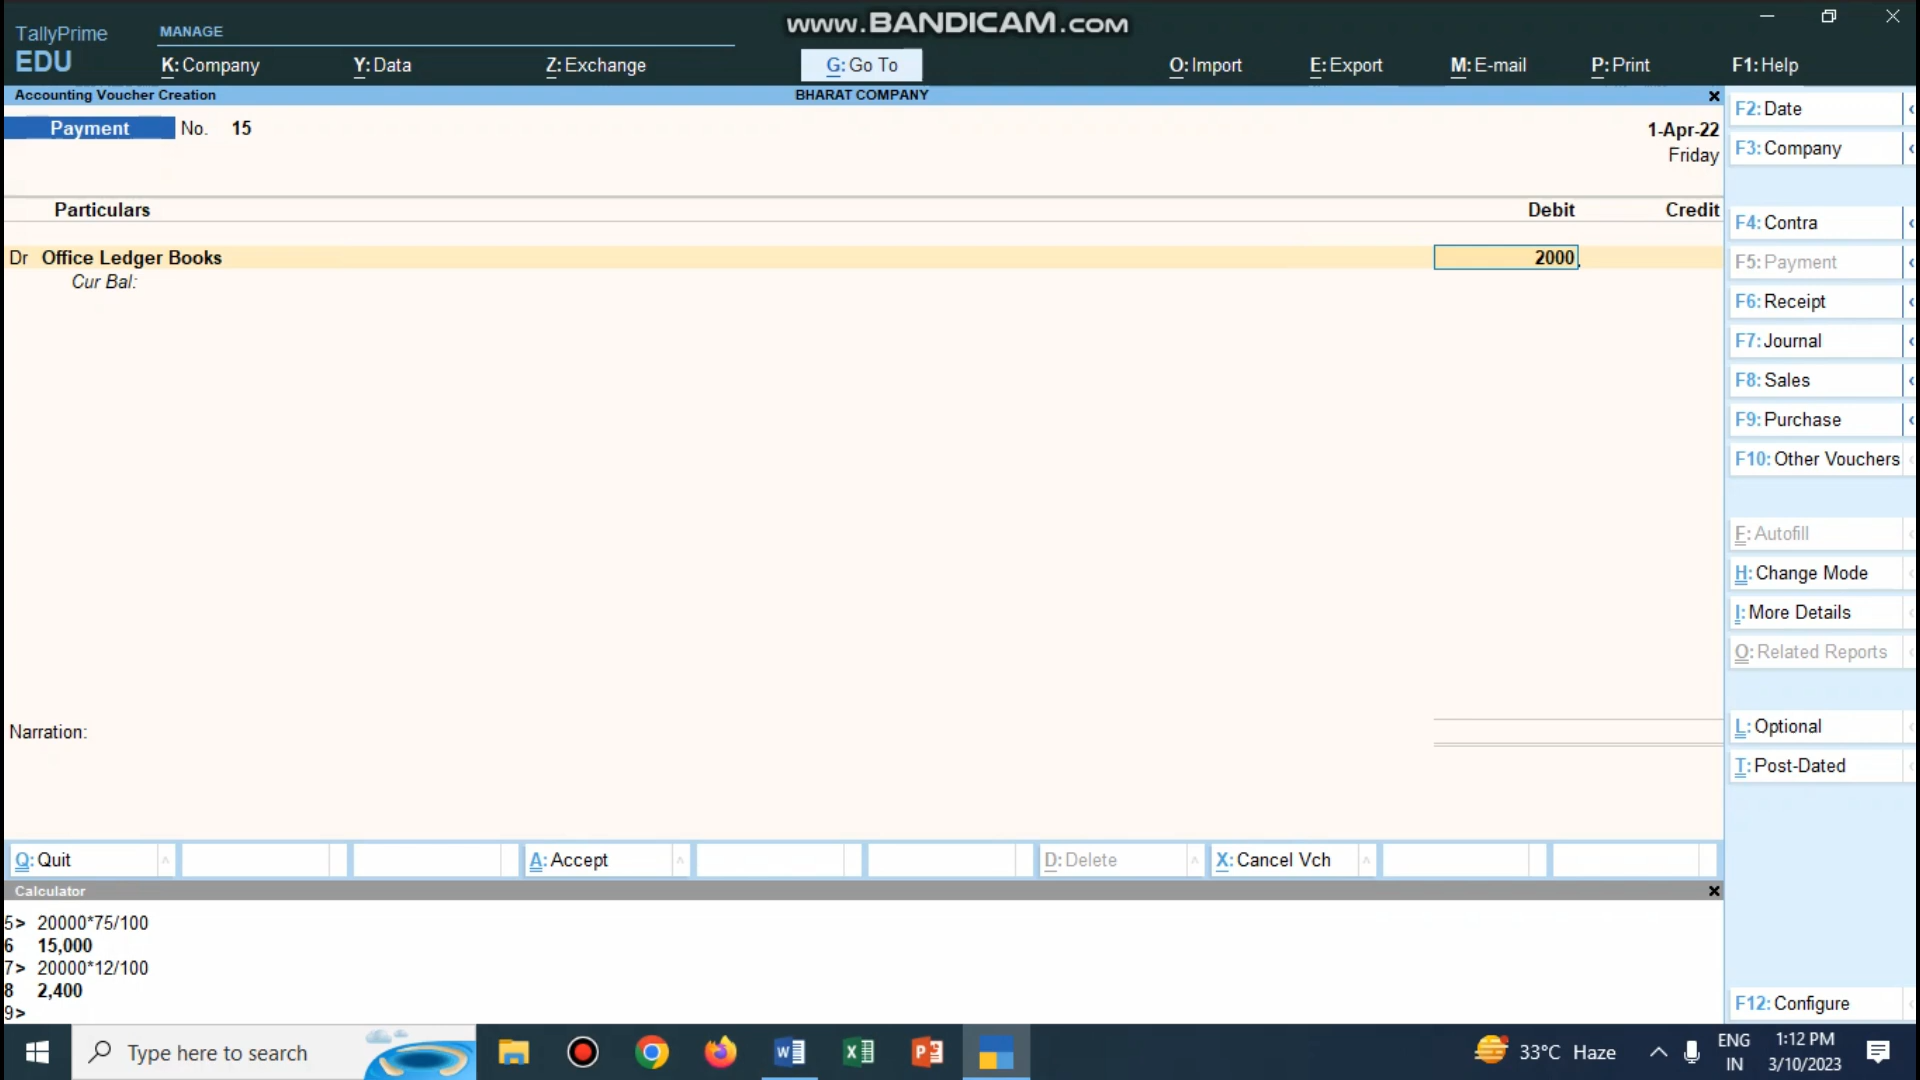 www.BANDICAM.com
TallyPrime
EDU
MANAGE
K: Company
Y: Data
Z: Exchange
G: Go To
O: Import
E: Export
M: E-mail
P: Print
F1: Help
Accounting Voucher Creation
BHARAT COMPANY
Payment No. 15
1-Apr-22
Friday
Particulars
Debit
Credit
Dr Office Ledger Books
2000
Cur Bal:
Narration:
F2: Date
F3: Company
F4: Contra
F5: Payment
F6: Receipt
F7: Journal
F8: Sales
F9: Purchase
F10: Other Vouchers
F: Autofill
H: Change Mode
I: More Details
O: Related Reports
L: Optional
T: Post-Dated
F12: Configure
Q: Quit
A: Accept
D: Delete
X: Cancel Vch
Calculator
5> 20000*75/100
6 15,000
7> 20000*12/100
8 2,400
9>
Type here to search
33°C Haze
ENG
IN
1:12 PM
3/10/2023